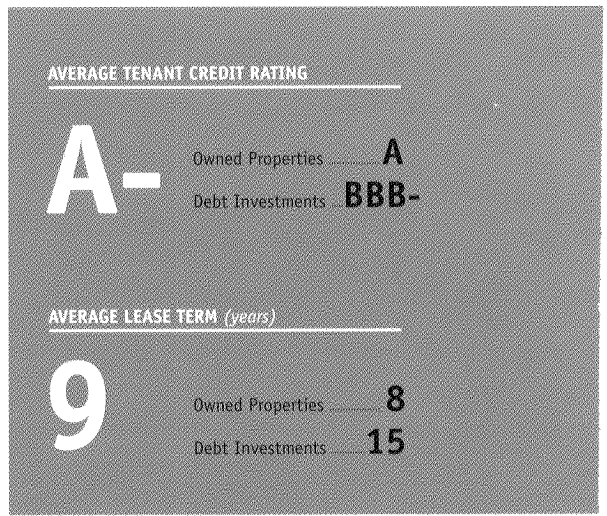 AVERAGE TENANT CREDIT RATING
A-
Owned Properties ............ A
Debt Investments ... BBB-
AVERAGE LEASE TERM (years)
9
Owned Properties ............ 8
Debt Investments ........ 15